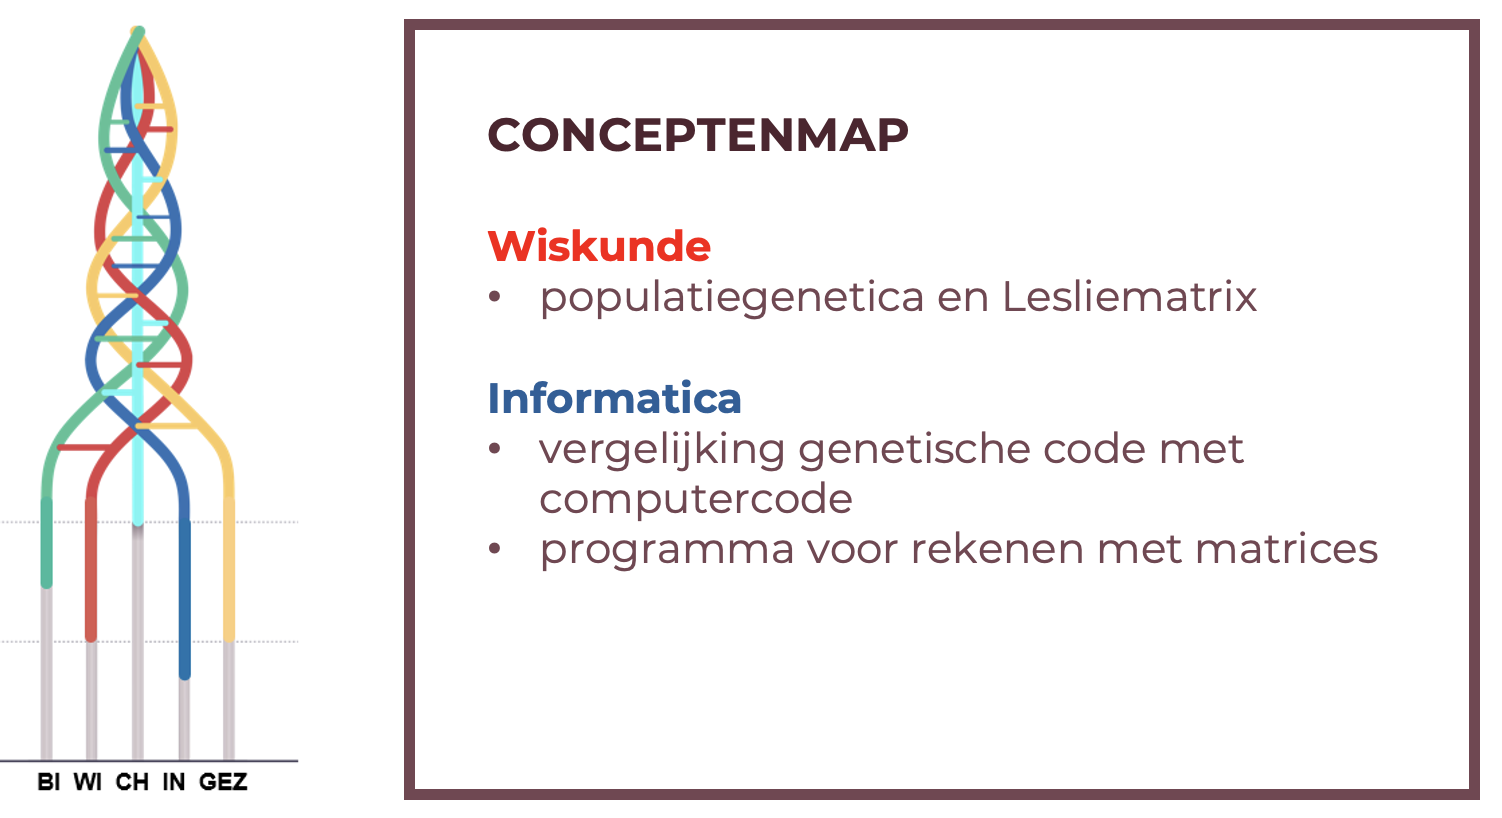 CONCEPTENMAP
Wiskunde
• populatiegenetica en Lesliematrix
Informatica
• vergelijking genetische code met
computercode
• programma voor rekenen met matrices
BI WI CH IN GEZ